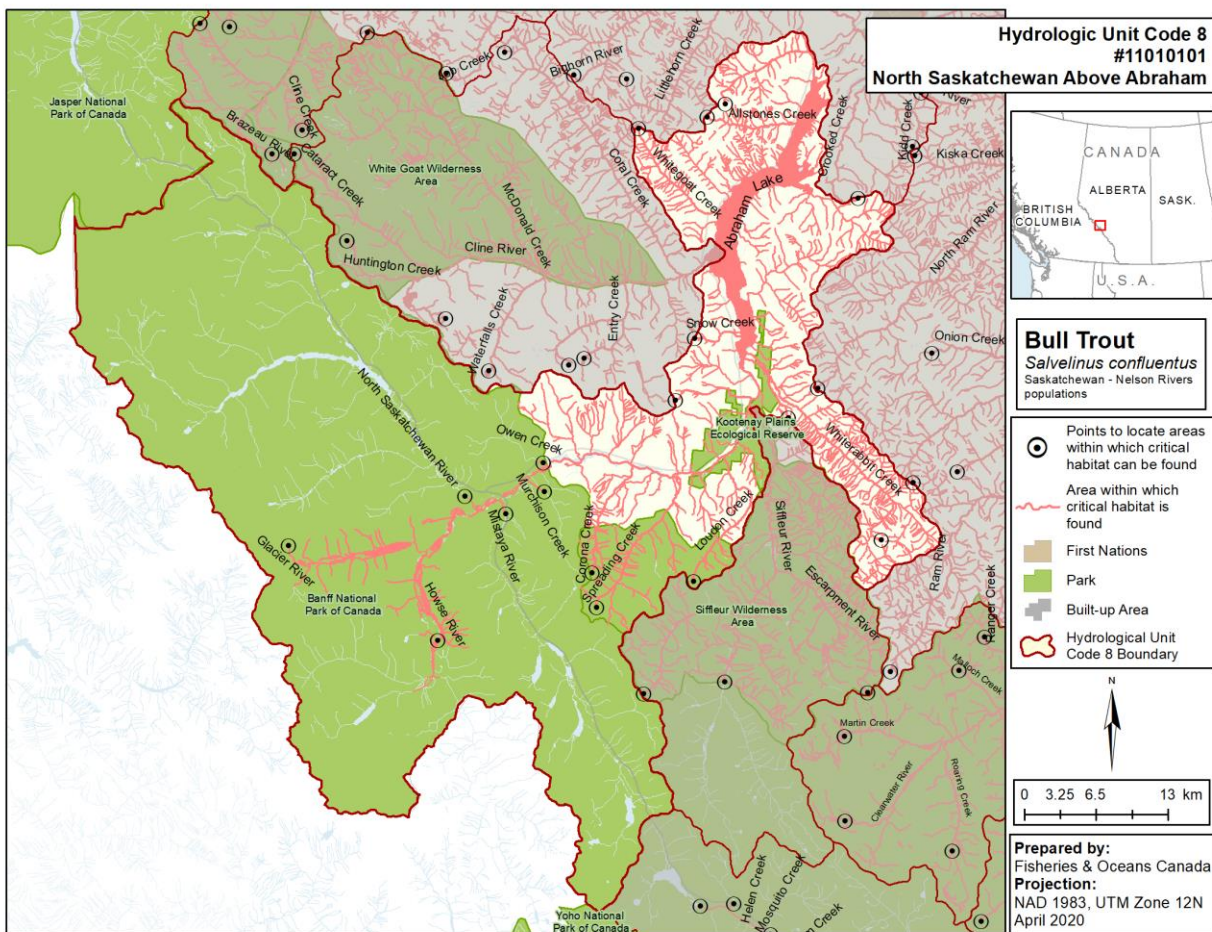 Hydrologic Unit Code 8
#11010101
North Saskatchewan Above Abraham
CANADA
ALBERTA
SASK.
BRITISH
COLUMBIA
U.S.A.
Bull Trout
Salvelinus confluentus
Saskatchewan - Nelson Rivers
populations
Points to locate areas
within which critical
habitat can be found
Area within which
critical habitat is
found
First Nations
Park
Built-up Area
Hydrological Unit
Code 8 Boundary
N
0 3.25 6.5 13 km
Prepared by:
Fisheries & Oceans Canada
Projection:
NAD 1983, UTM Zone 12N
April 2020
Jasper National
Park of Canada
Cline Creek
Brazeau River
Cataract Creek
White Goat Wilderness
Area
McDonald Creek
Cline River
Huntington Creek
Creek
Bighorn River
Littlehorn Creek
Allstones Creek
Coral Creek
Whitegoat Creek
Abraham Lake
Crooked Creek
River
Kidd Creek
Kiska Creek
North Ram River
Onion Creek
Waterfalls Creek
Entry Creek
Snow Creek
Kootenay Plains
Ecological Reserve
Whiterabbit Creek
North Saskatchewan River
Owen Creek
Murchison Creek
Mistaya River
Corona Creek
Spreading Creek
Loudon Creek
Siffleur River
Escarpment River
Ram River
Ranger Creek
Glacier River
Banff National
Park of Canada
Howse River
Siffleur Wilderness
Area
Malloch Creek
Martin Creek
Clearwater River
Roaring Creek
Helen Creek
Mosquito Creek
Creek
Yoho National
Park of Canada